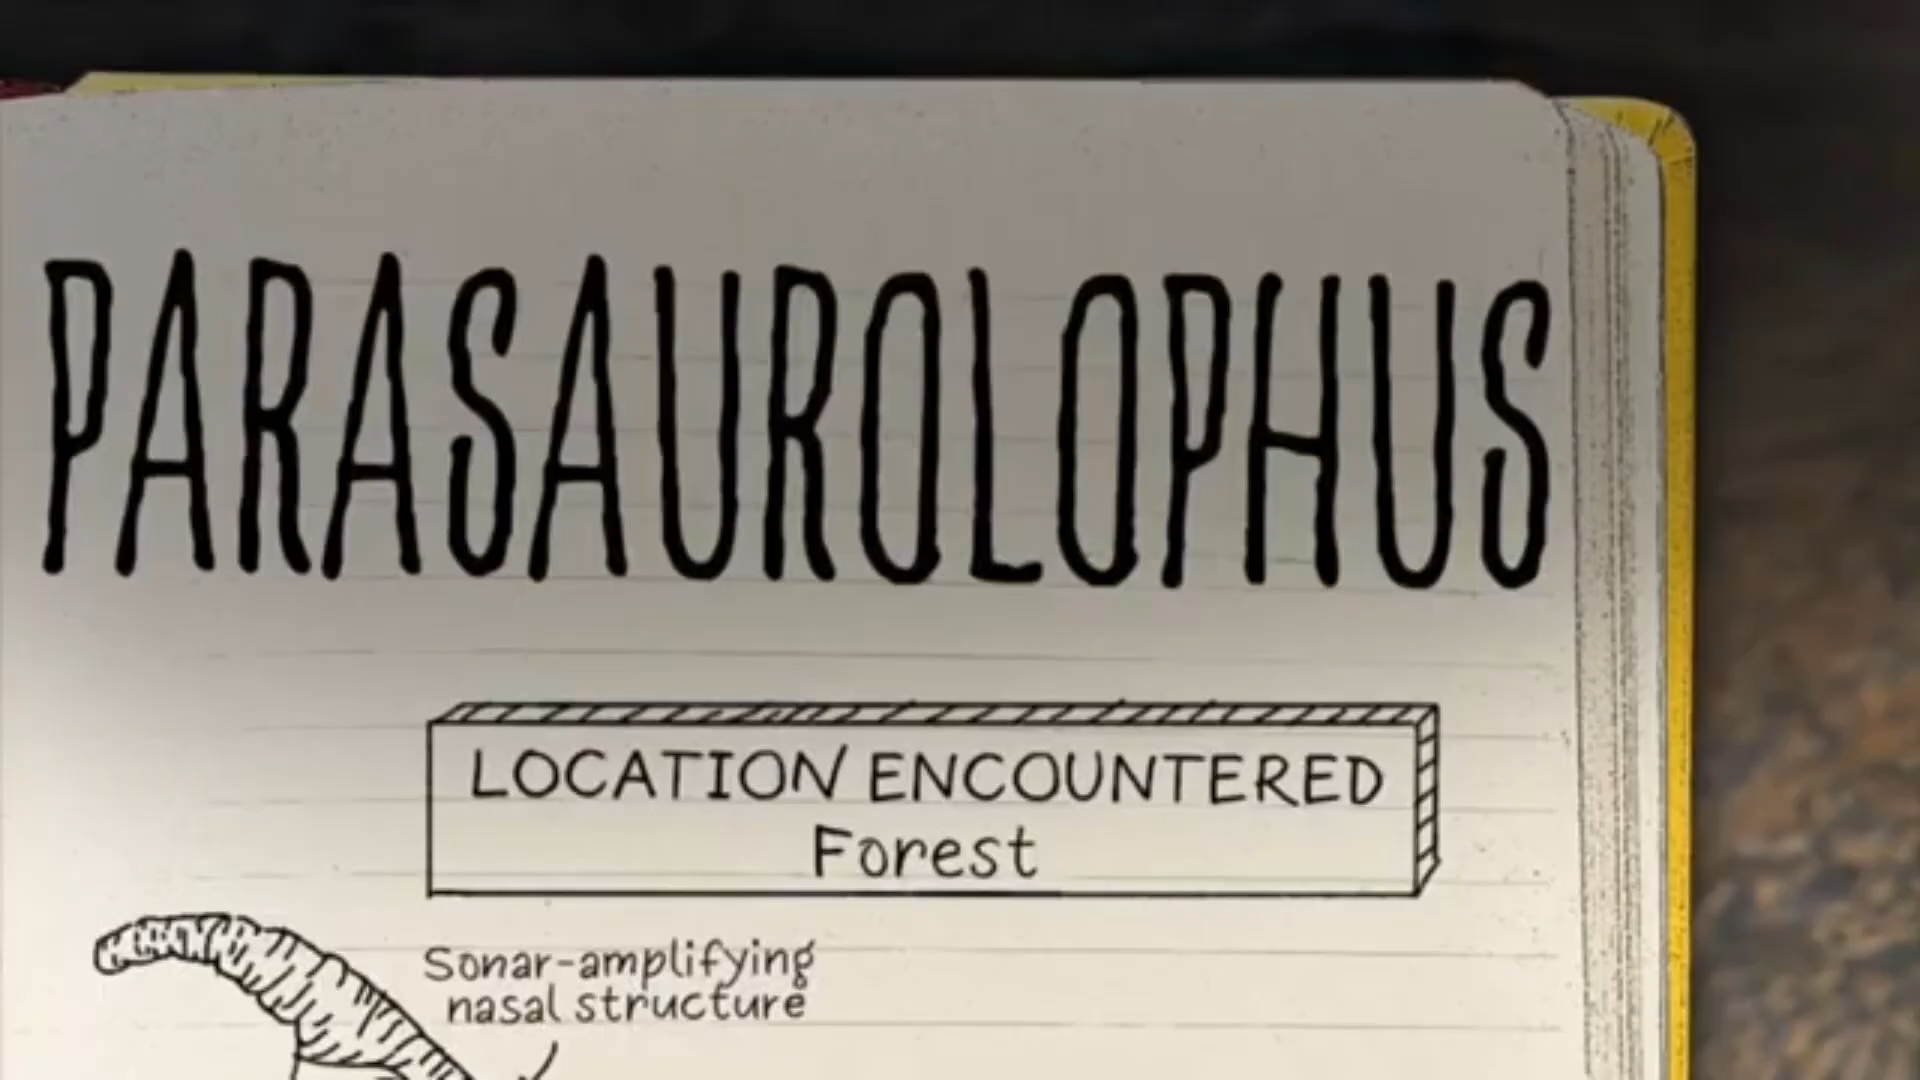 PARASAUROLOPHUS
LOCATION ENCOUNTERED
Forest
Sonar-amplifying
nasal structure